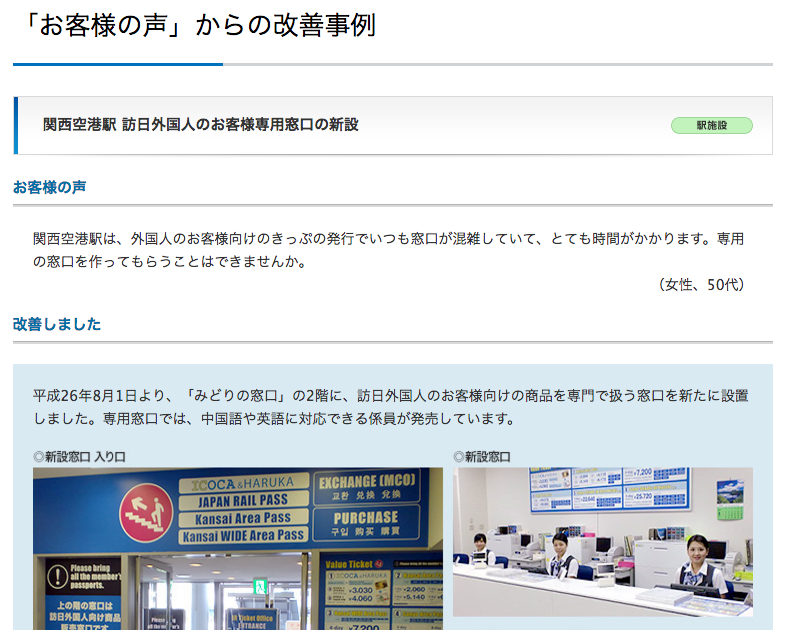 「お客様の声」からの改善事例
関西空港駅 訪日外国人のお客様専用窓口の新設
駅施設
お客様の声
関西空港駅は、外国人のお客様向けのきっぷの発行でいつも窓口が混雑していて、とても時間がかかります。専用
の窓口を作ってもらうことはできませんか。
（女性、50代）
改善しました
平成26年8月1日より、「みどりの窓口」の2階に、訪日外国人のお客様向けの商品を専門で扱う窓口を新たに設置
しました。専用窓口では、中国語や英語に対応できる係員が発売しています。
◎新設窓口 入り口
◎新設窓口
ICOCA & HARUKA
JAPAN RAIL PASS
Kansai Area Pass
Kansai WIDE Area Pass
EXCHANGE (MCO)
교환 兑换 兌換
PURCHASE
구입 购买 購買
Please bring
all the member's
passports.
上の階の窓口は
訪日外国人向け商品
販売窓口です
Ticket Office
ENTRANCE
Value Ticket
ICOCA & HARUKA
¥3,030
¥4,060
¥2,060
¥5,140
¥7,200
¥7,200
¥25,720